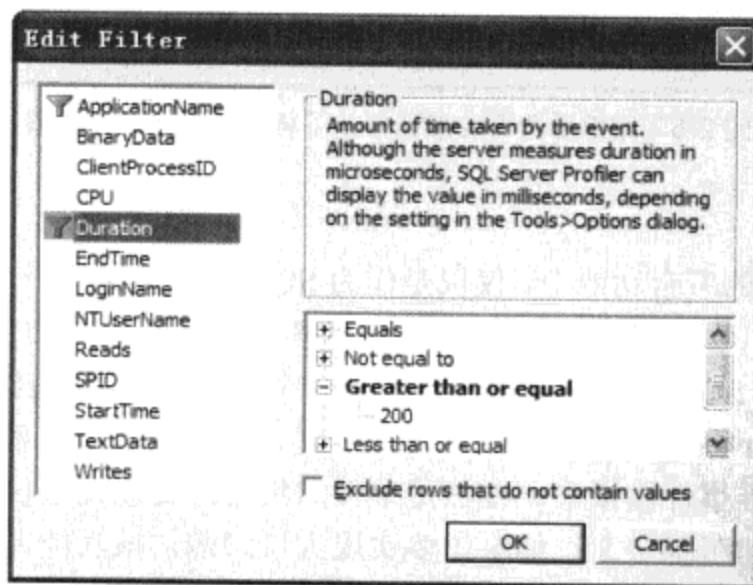 Edit Filter
ApplicationName
BinaryData
ClientProcessID
CPU
Duration
EndTime
LoginName
NTUserName
Reads
SPID
StartTime
TextData
Writes
Duration
Amount of time taken by the event.
Although the server measures duration in
microseconds, SQL Server Profiler can
display the value in milliseconds, depending
on the setting in the Tools>Options dialog.
Equals
Not equal to
Greater than or equal
200
Less than or equal
Exclude rows that do not contain values
OK
Cancel